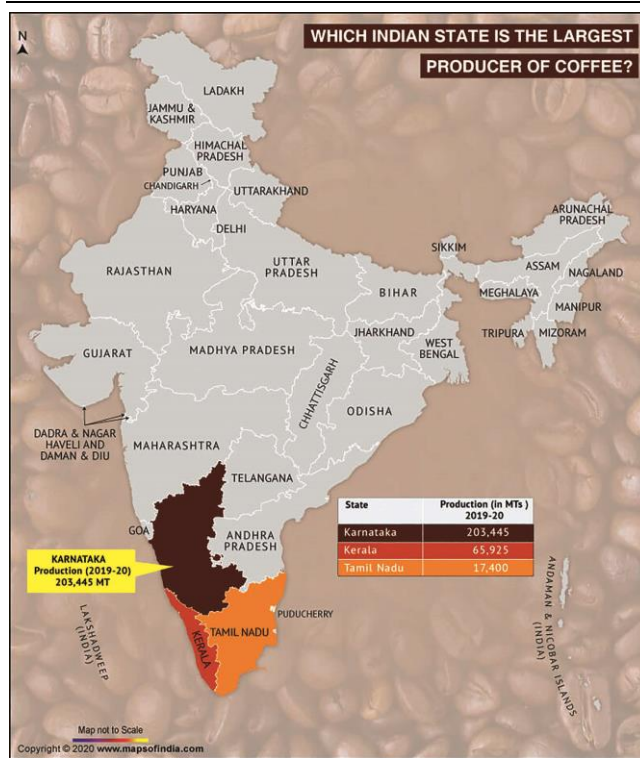 WHICH INDIAN STATE IS THE LARGEST
PRODUCER OF COFFEE?
N
LADAKH
JAMMU &
KASHMIR
HIMACHAL
PRADESH
PUNJAB
CHANDIGARH
UTTARAKHAND
HARYANA
DELHI
ARUNACHAL
PRADESH
SIKKIM
RAJASTHAN
UTTAR
PRADESH
ASSAM
NAGALAND
BIHAR
MEGHALAYA
MANIPUR
JHARKHAND
TRIPURA
MIZORAM
GUJARAT
MADHYA PRADESH
WEST
BENGAL
CHHATTISGARH
ODISHA
DADRA & NAGAR
HAVELI AND
DAMAN & DIU
MAHARASHTRA
TELANGANA
State
Production (in MTs )
2019-20
Karnataka
203,445
Kerala
65,925
Tamil Nadu
17,400
GOA
ANDHRA
PRADESH
KARNATAKA
Production (2019-20)
203,445 MT
PUDUCHERRY
TAMIL NADU
KERALA
LAKSHADWEEP
(INDIA)
ANDAMAN & NICOBAR ISLANDS
(INDIA)
Map not to Scale
Copyright © 2020 www.mapsofindia.com